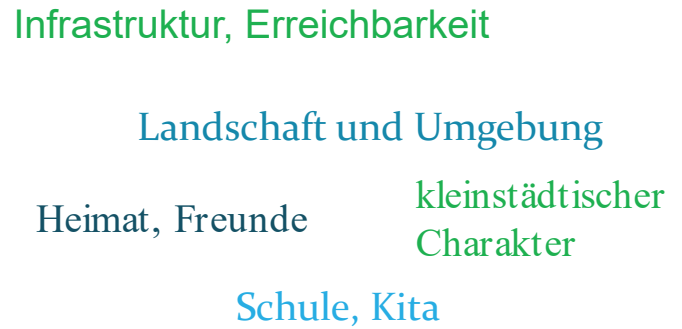 Infrastruktur, Erreichbarkeit
Landschaft und Umgebung
Heimat, Freunde
kleinstädtischer
Charakter
Schule, Kita